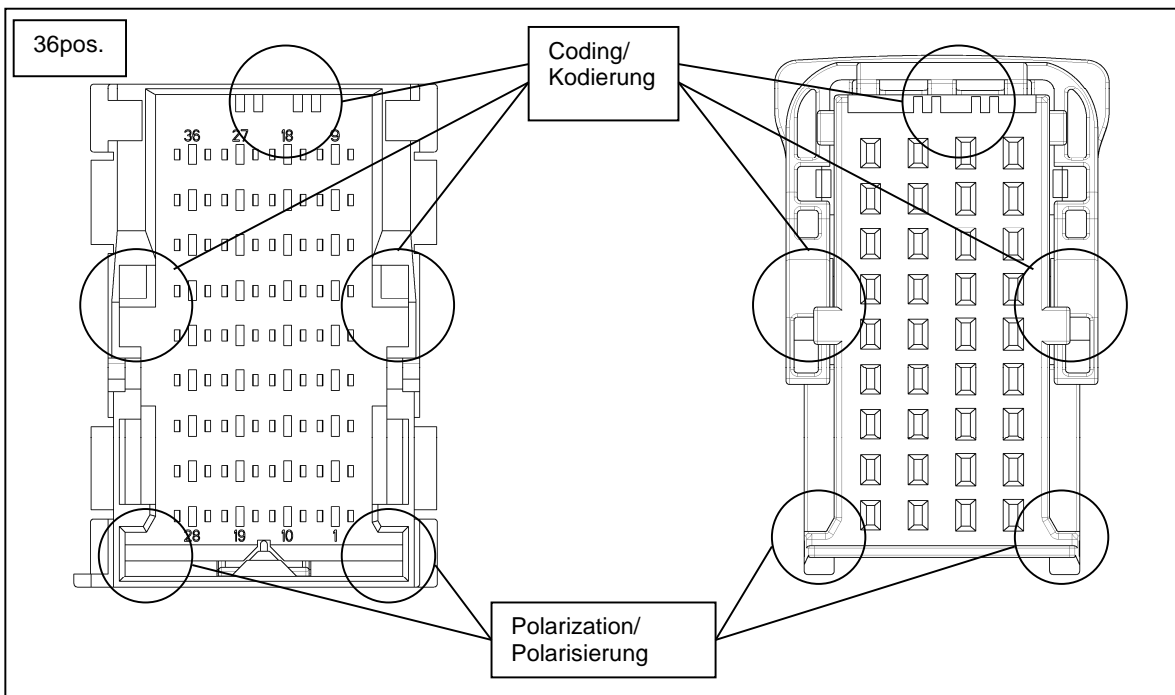 36pos.
Coding/
Kodierung
36 27 18 9
28 19 10 1
Polarization/
Polarisierung